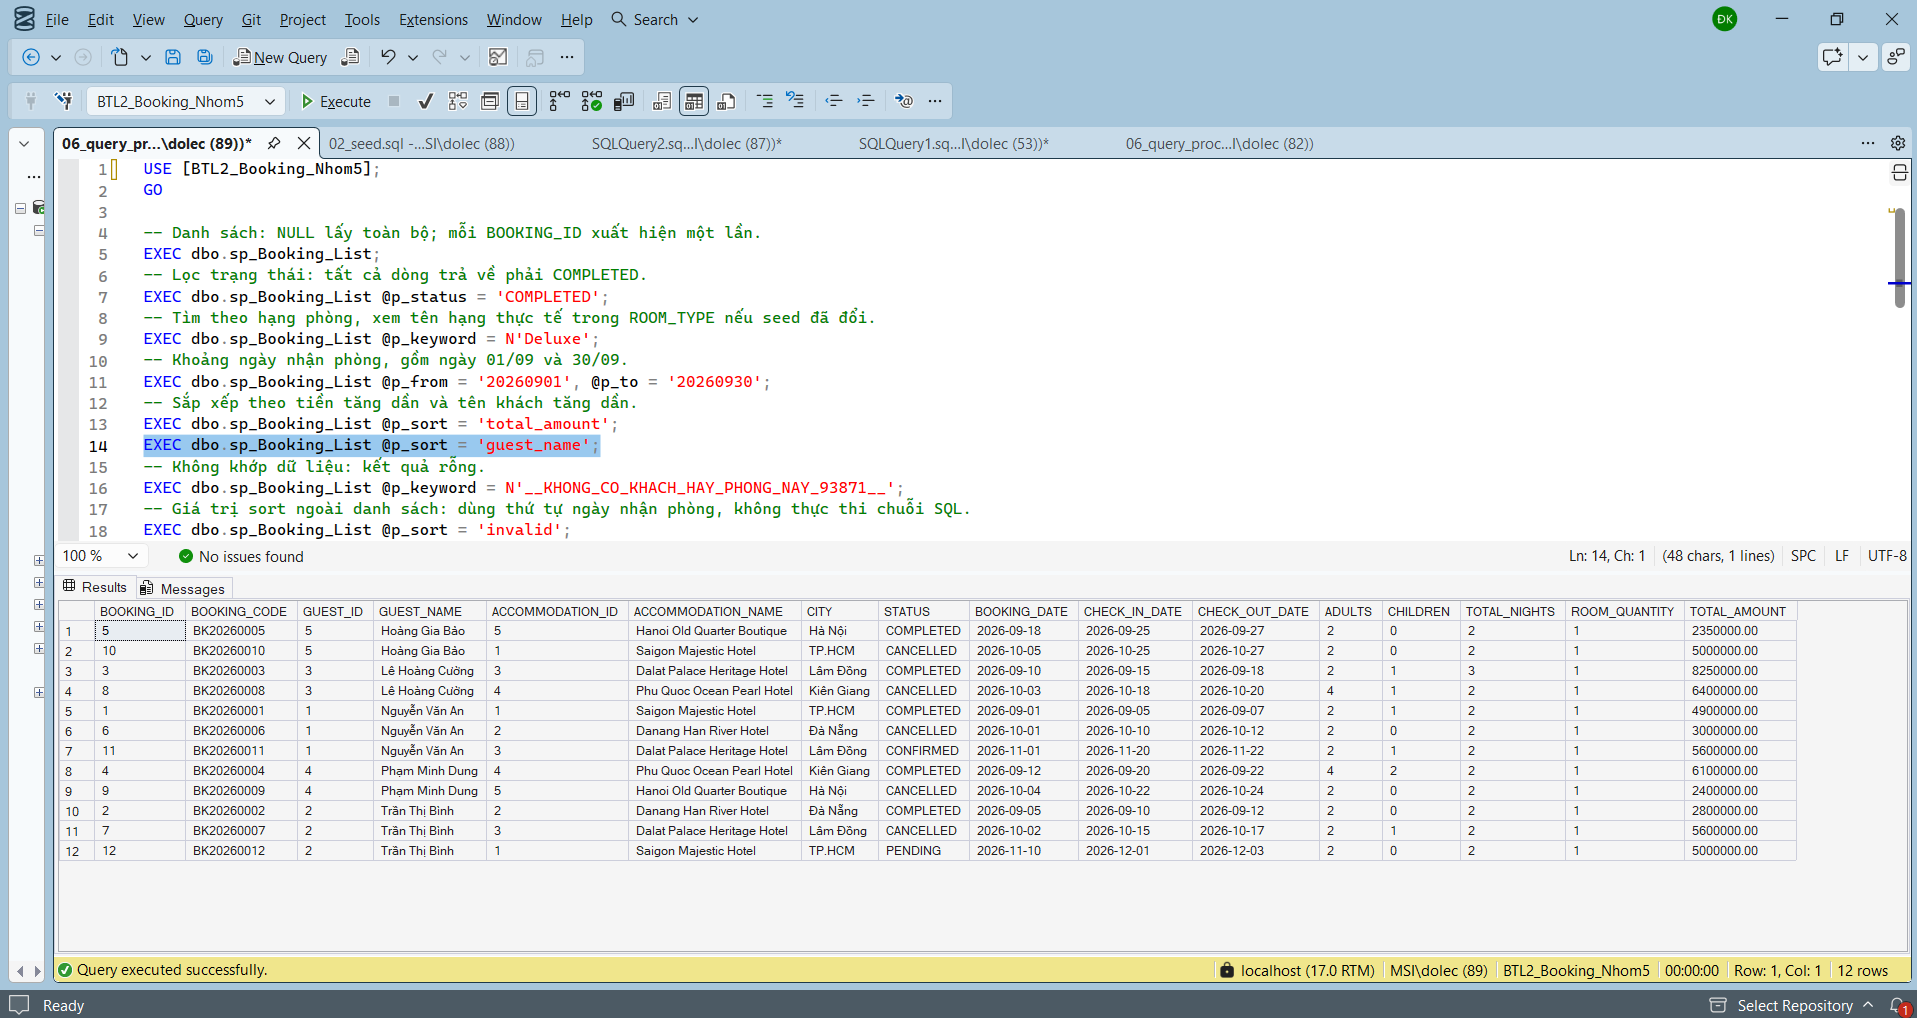 File Edit View Query Git Project Tools Extensions Window Help Search
ĐK
New Query
BTL2_Booking_Nhom5 Execute
06_query_pr...\dolec (89))* 02_seed.sql -...SI\dolec (88)) SQLQuery2.sq...I\dolec (87))* SQLQuery1.sq...I\dolec (53))* 06_query_proc...I\dolec (82))
1 USE [BTL2_Booking_Nhom5];
2 GO
3
4 -- Danh sách: NULL lấy toàn bộ; mỗi BOOKING_ID xuất hiện một lần.
5 EXEC dbo.sp_Booking_List;
6 -- Lọc trạng thái: tất cả dòng trả về phải COMPLETED.
7 EXEC dbo.sp_Booking_List @p_status = 'COMPLETED';
8 -- Tìm theo hạng phòng, xem tên hạng thực tế trong ROOM_TYPE nếu seed đã đổi.
9 EXEC dbo.sp_Booking_List @p_keyword = N'Deluxe';
10 -- Khoảng ngày nhận phòng, gồm ngày 01/09 và 30/09.
11 EXEC dbo.sp_Booking_List @p_from = '20260901', @p_to = '20260930';
12 -- Sắp xếp theo tiền tăng dần và tên khách tăng dần.
13 EXEC dbo.sp_Booking_List @p_sort = 'total_amount';
14 EXEC dbo.sp_Booking_List @p_sort = 'guest_name';
15 -- Không khớp dữ liệu: kết quả rỗng.
16 EXEC dbo.sp_Booking_List @p_keyword = N'__KHONG_CO_KHACH_HAY_PHONG_NAY_93871__';
17 -- Giá trị sort ngoài danh sách: dùng thứ tự ngày nhận phòng, không thực thi chuỗi SQL.
18 EXEC dbo.sp_Booking_List @p_sort = 'invalid';
100 % No issues found Ln: 14, Ch: 1 (48 chars, 1 lines) SPC LF UTF-8
Results Messages
BOOKING_ID BOOKING_CODE GUEST_ID GUEST_NAME ACCOMMODATION_ID ACCOMMODATION_NAME CITY STATUS BOOKING_DATE CHECK_IN_DATE CHECK_OUT_DATE ADULTS CHILDREN TOTAL_NIGHTS ROOM_QUANTITY TOTAL_AMOUNT
1 5 BK20260005 5 Hoàng Gia Bảo 5 Hanoi Old Quarter Boutique Hà Nội COMPLETED 2026-09-18 2026-09-25 2026-09-27 2 0 2 1 2350000.00
2 10 BK20260010 5 Hoàng Gia Bảo 1 Saigon Majestic Hotel TP.HCM CANCELLED 2026-10-05 2026-10-25 2026-10-27 2 0 2 1 5000000.00
3 3 BK20260003 3 Lê Hoàng Cường 3 Dalat Palace Heritage Hotel Lâm Đồng COMPLETED 2026-09-10 2026-09-15 2026-09-18 2 1 3 1 8250000.00
4 8 BK20260008 3 Lê Hoàng Cường 4 Phu Quoc Ocean Pearl Hotel Kiên Giang CANCELLED 2026-10-03 2026-10-18 2026-10-20 4 1 2 1 6400000.00
5 1 BK20260001 1 Nguyễn Văn An 1 Saigon Majestic Hotel TP.HCM COMPLETED 2026-09-01 2026-09-05 2026-09-07 2 1 2 1 4900000.00
6 6 BK20260006 1 Nguyễn Văn An 2 Danang Han River Hotel Đà Nẵng CANCELLED 2026-10-01 2026-10-10 2026-10-12 2 0 2 1 3000000.00
7 11 BK20260011 1 Nguyễn Văn An 3 Dalat Palace Heritage Hotel Lâm Đồng CONFIRMED 2026-11-01 2026-11-20 2026-11-22 2 1 2 1 5600000.00
8 4 BK20260004 4 Phạm Minh Dung 4 Phu Quoc Ocean Pearl Hotel Kiên Giang COMPLETED 2026-09-12 2026-09-20 2026-09-22 4 2 2 1 6100000.00
9 9 BK20260009 4 Phạm Minh Dung 5 Hanoi Old Quarter Boutique Hà Nội CANCELLED 2026-10-04 2026-10-22 2026-10-24 2 0 2 1 2400000.00
10 2 BK20260002 2 Trần Thị Bình 2 Danang Han River Hotel Đà Nẵng COMPLETED 2026-09-05 2026-09-10 2026-09-12 2 0 2 1 2800000.00
11 7 BK20260007 2 Trần Thị Bình 3 Dalat Palace Heritage Hotel Lâm Đồng CANCELLED 2026-10-02 2026-10-15 2026-10-17 2 1 2 1 5600000.00
12 12 BK20260012 2 Trần Thị Bình 1 Saigon Majestic Hotel TP.HCM PENDING 2026-11-10 2026-12-01 2026-12-03 2 0 2 1 5000000.00
Query executed successfully. localhost (17.0 RTM) MSI\dolec (89) BTL2_Booking_Nhom5 00:00:00 Row: 1, Col: 1 12 rows
Ready Select Repository 1